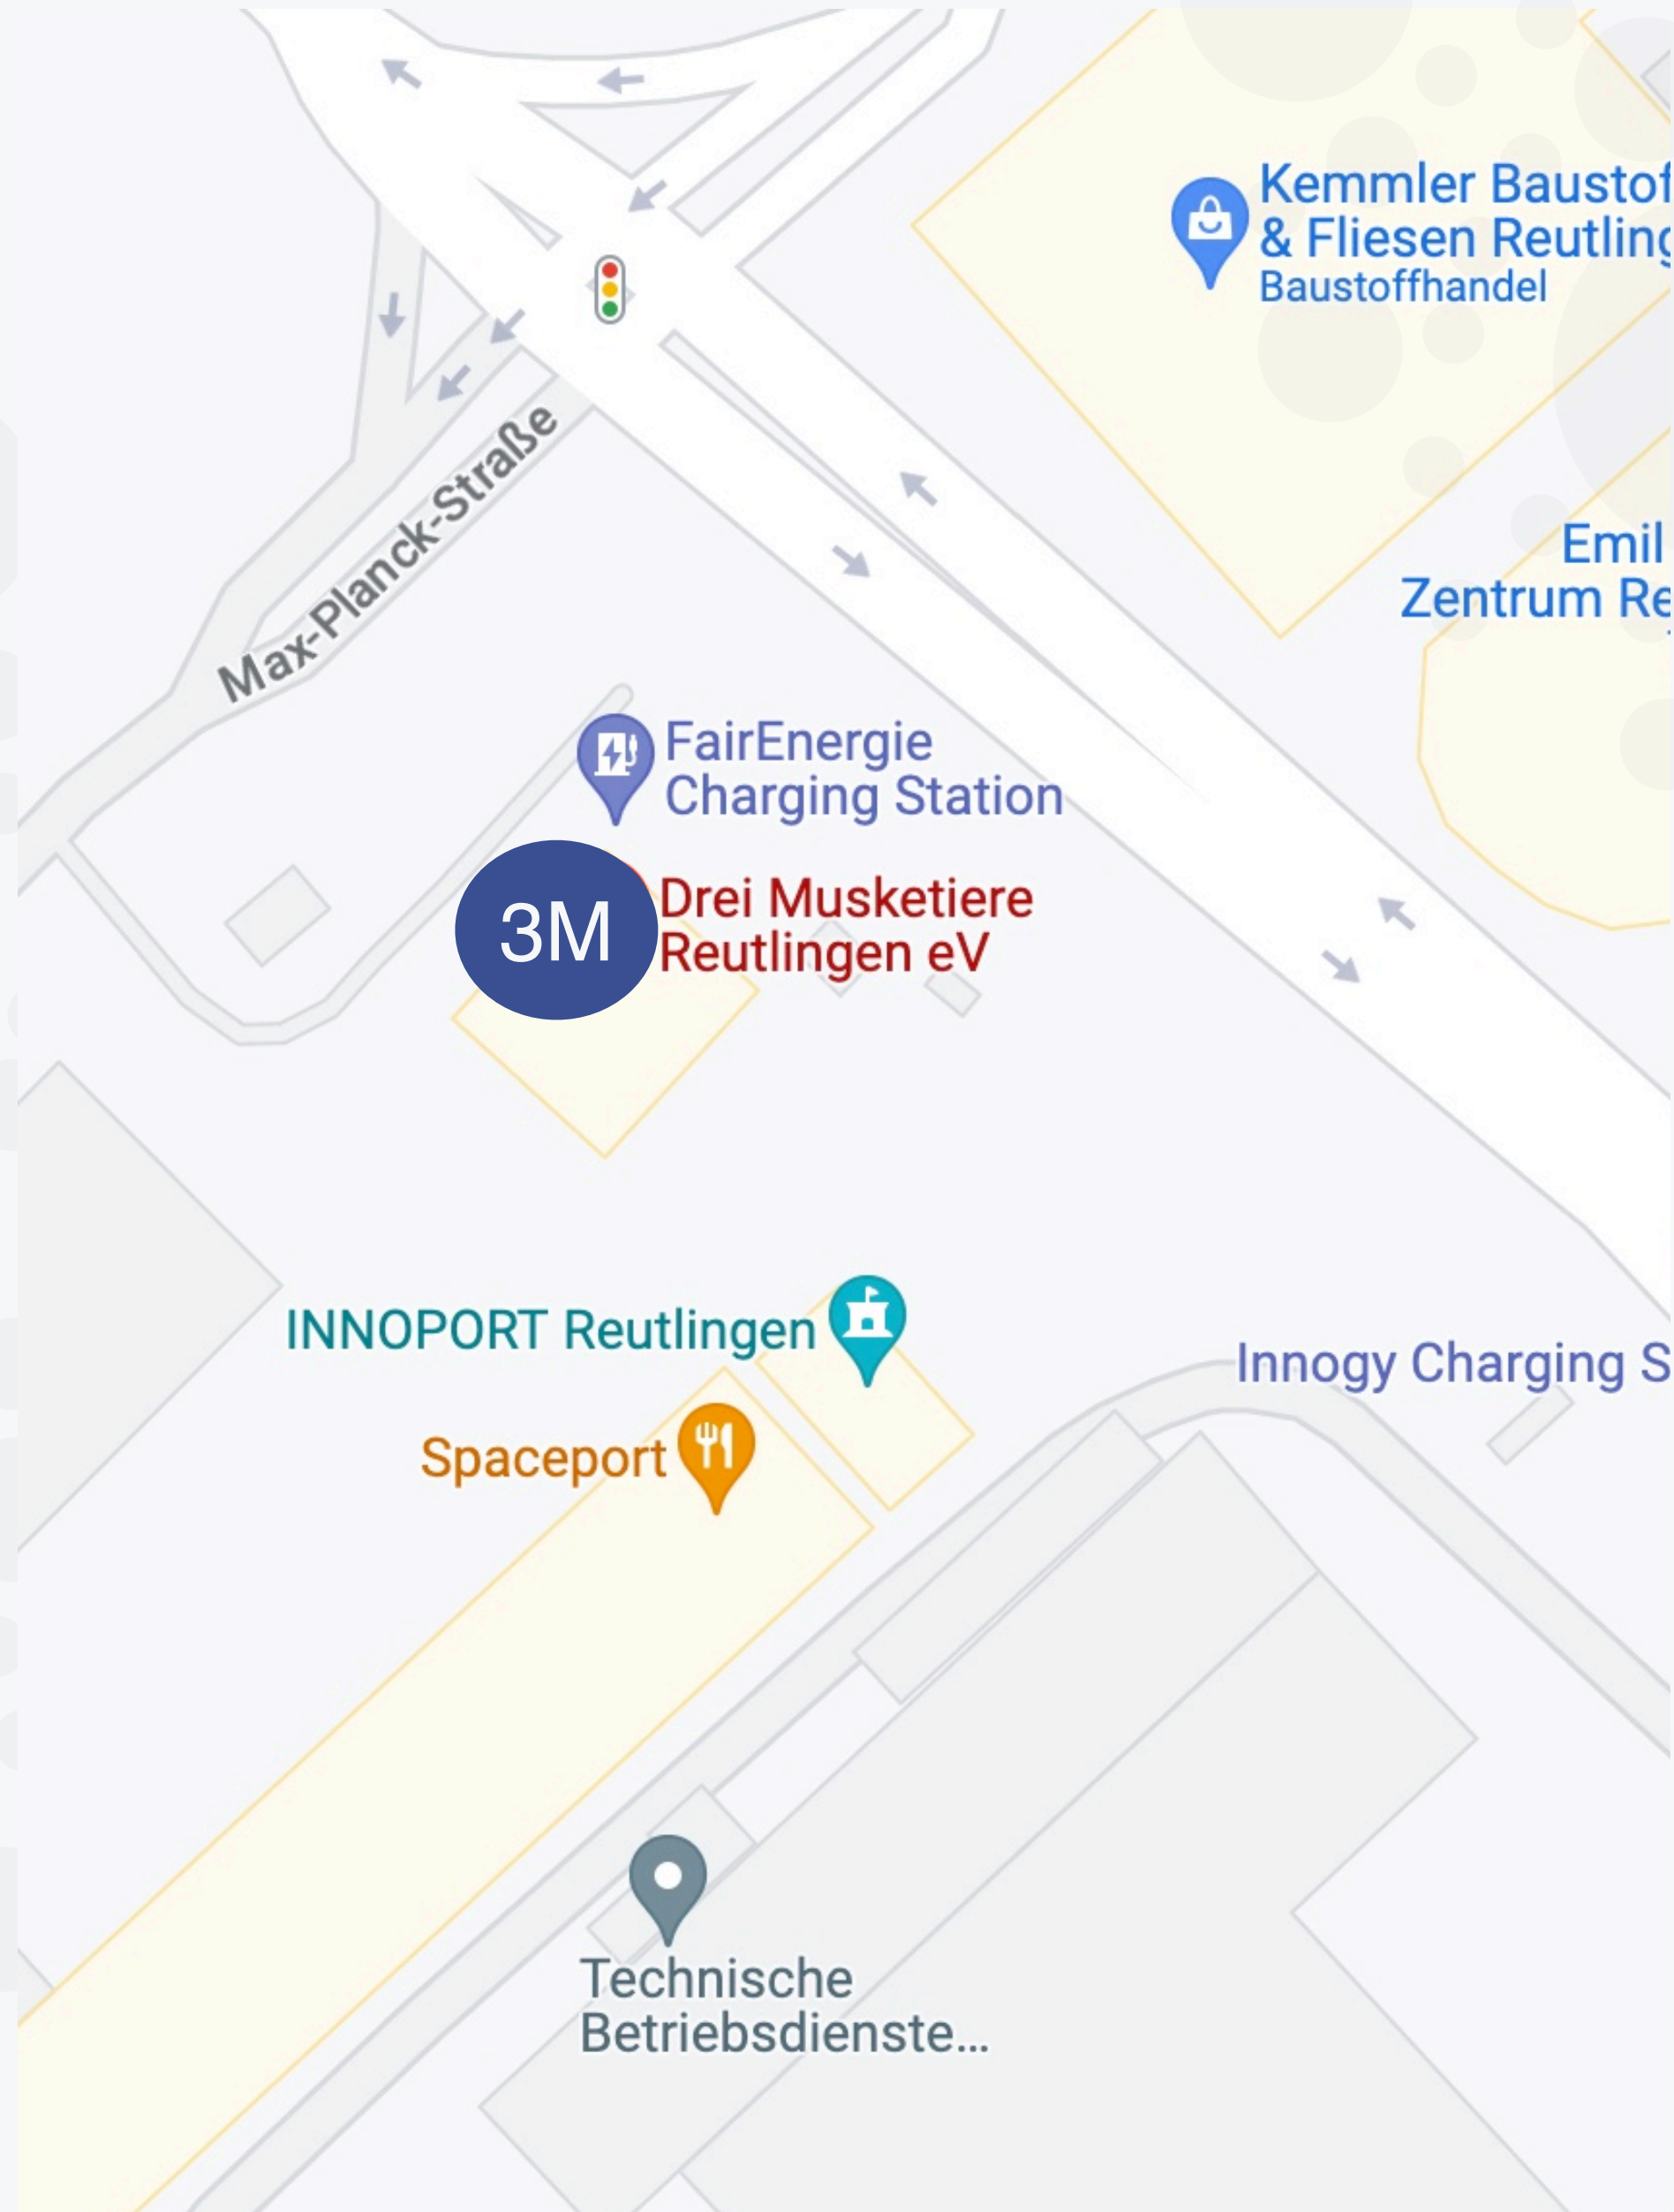 Kemmler Baustof
& Fliesen Reutling
Baustoffhandel
Max-Planck-Straße
Emil
Zentrum Re
FairEnergie
Charging Station
3M
Drei Musketiere
Reutlingen eV
INNOPORT Reutlingen
Innogy Charging S
Spaceport
Technische
Betriebsdienste...